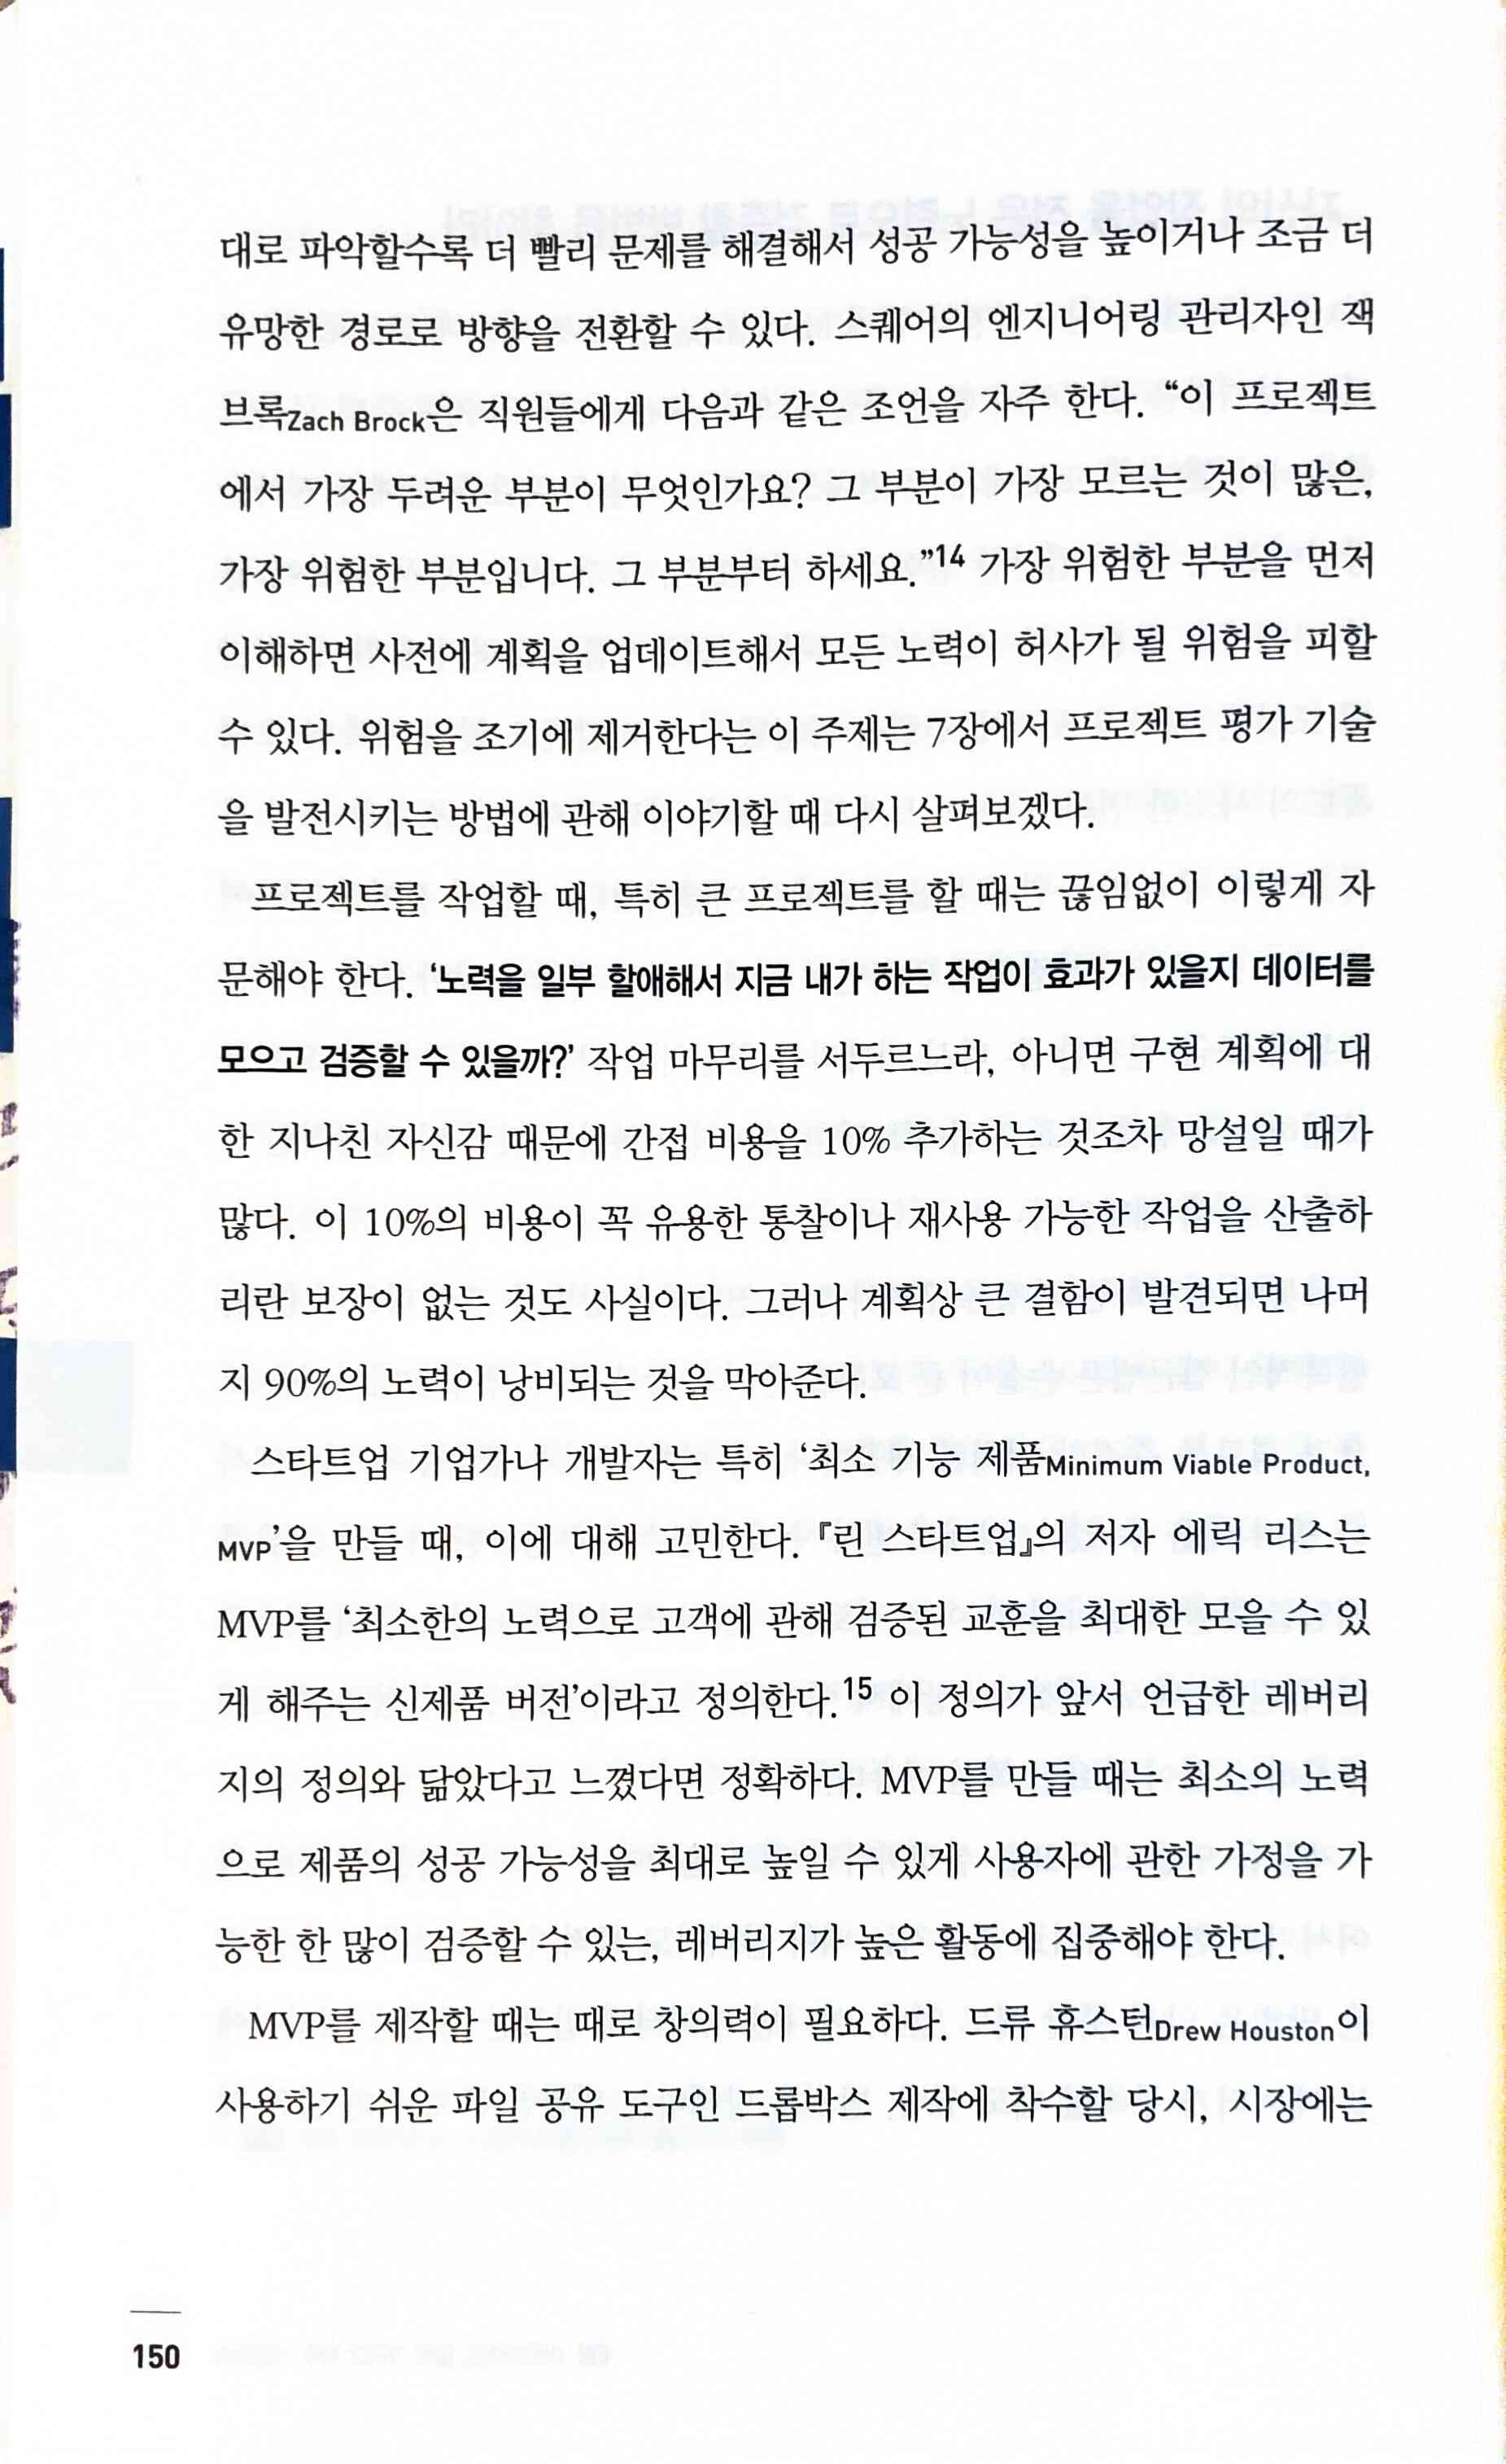 대로 파악할수록 더 빨리 문제를 해결해서 성공 가능성을 높이거나 조금 더
유망한 경로로 방향을 전환할 수 있다. 스퀘어의 엔지니어링 관리자인 잭
브록Zach Brock은 직원들에게 다음과 같은 조언을 자주 한다. “이 프로젝트
에서 가장 두려운 부분이 무엇인가요? 그 부분이 가장 모르는 것이 많은,
가장 위험한 부분입니다. 그 부분부터 하세요.”14 가장 위험한 부분을 먼저
이해하면 사전에 계획을 업데이트해서 모든 노력이 허사가 될 위험을 피할
수 있다. 위험을 조기에 제거한다는 이 주제는 7장에서 프로젝트 평가 기술
을 발전시키는 방법에 관해 이야기할 때 다시 살펴보겠다.
프로젝트를 작업할 때, 특히 큰 프로젝트를 할 때는 끊임없이 이렇게 자
문해야 한다. ‘노력을 일부 할애해서 지금 내가 하는 작업이 효과가 있을지 데이터를
모으고 검증할 수 있을까?’ 작업 마무리를 서두르느라, 아니면 구현 계획에 대
한 지나친 자신감 때문에 간접 비용을 10% 추가하는 것조차 망설일 때가
많다. 이 10%의 비용이 꼭 유용한 통찰이나 재사용 가능한 작업을 산출하
리란 보장이 없는 것도 사실이다. 그러나 계획상 큰 결함이 발견되면 나머
지 90%의 노력이 낭비되는 것을 막아준다.
스타트업 기업가나 개발자는 특히 ‘최소 기능 제품Minimum Viable Product,
MVP’을 만들 때, 이에 대해 고민한다. 『린 스타트업』의 저자 에릭 리스는
MVP를 ‘최소한의 노력으로 고객에 관해 검증된 교훈을 최대한 모을 수 있
게 해주는 신제품 버전’이라고 정의한다.15 이 정의가 앞서 언급한 레버리
지의 정의와 닮았다고 느꼈다면 정확하다. MVP를 만들 때는 최소의 노력
으로 제품의 성공 가능성을 최대로 높일 수 있게 사용자에 관한 가정을 가
능한 한 많이 검증할 수 있는, 레버리지가 높은 활동에 집중해야 한다.
MVP를 제작할 때는 때로 창의력이 필요하다. 드류 휴스턴Drew Houston이
사용하기 쉬운 파일 공유 도구인 드롭박스 제작에 착수할 당시, 시장에는
150